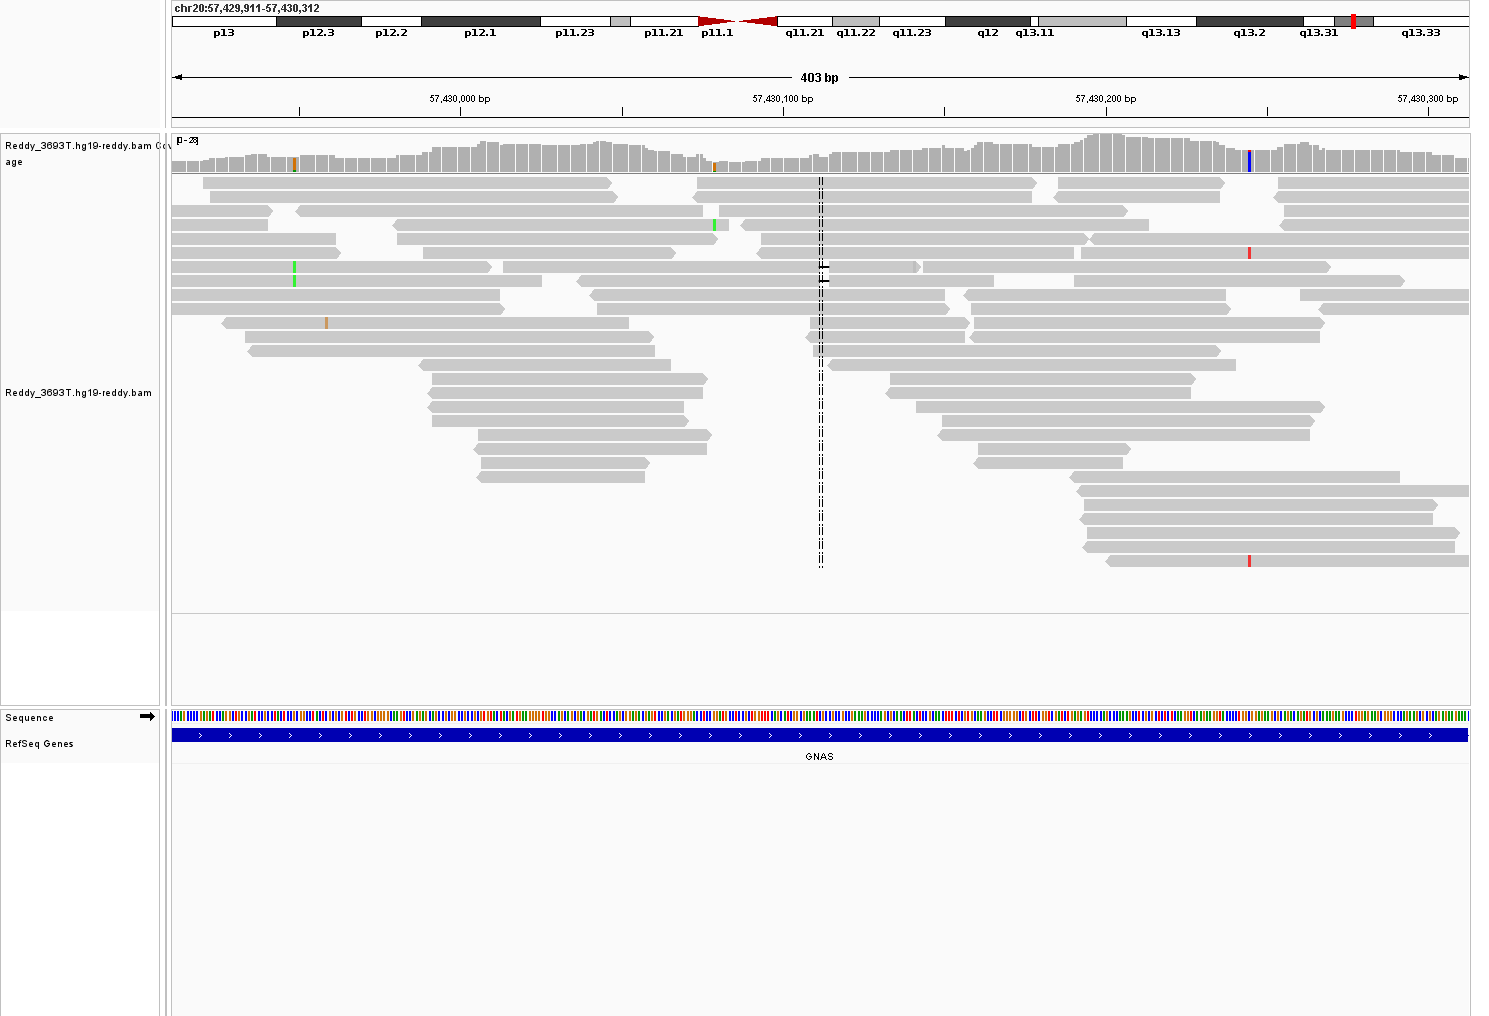 chr20:57,429,911-57,430,312
p13 p12.3 p12.2 p12.1 p11.23 p11.21 p11.1 q11.21 q11.22 q11.23 q12 q13.11 q13.13 q13.2 q13.31 q13.33
403 bp
57,430,000 bp 57,430,100 bp 57,430,200 bp 57,430,300 bp
[0-28]
Reddy_3693T.hg19-reddy.bam Cov
age
Reddy_3693T.hg19-reddy.bam
Sequence
RefSeq Genes
GNAS